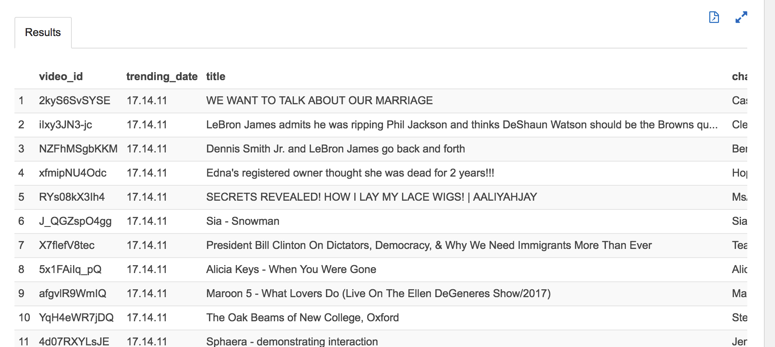 Results
video_id trending_date title cha
1 2kyS6SvSYSE 17.14.11 WE WANT TO TALK ABOUT OUR MARRIAGE Cas
2 ilxy3JN3-jc 17.14.11 LeBron James admits he was ripping Phil Jackson and thinks DeShaun Watson should be the Browns qu... Cle
3 NZFhMSgbKKM 17.14.11 Dennis Smith Jr. and LeBron James go back and forth Ber
4 xfmipNU4Odc 17.14.11 Edna's registered owner thought she was dead for 2 years!!! Hop
5 RYs08kX3Ih4 17.14.11 SECRETS REVEALED! HOW I LAY MY LACE WIGS! | AALIYAHJAY Ms.
6 J_QGZspO4gg 17.14.11 Sia - Snowman Sia
7 X7flefV8tec 17.14.11 President Bill Clinton On Dictators, Democracy, & Why We Need Immigrants More Than Ever Tea
8 5x1FAiIq_pQ 17.14.11 Alicia Keys - When You Were Gone Alic
9 afgvlR9WmIQ 17.14.11 Maroon 5 - What Lovers Do (Live On The Ellen DeGeneres Show/2017) Ma
10 YqH4eWR7jDQ 17.14.11 The Oak Beams of New College, Oxford Ste
11 4d07RXYLsJE 17.14.11 Sphaera - demonstrating interaction Jer